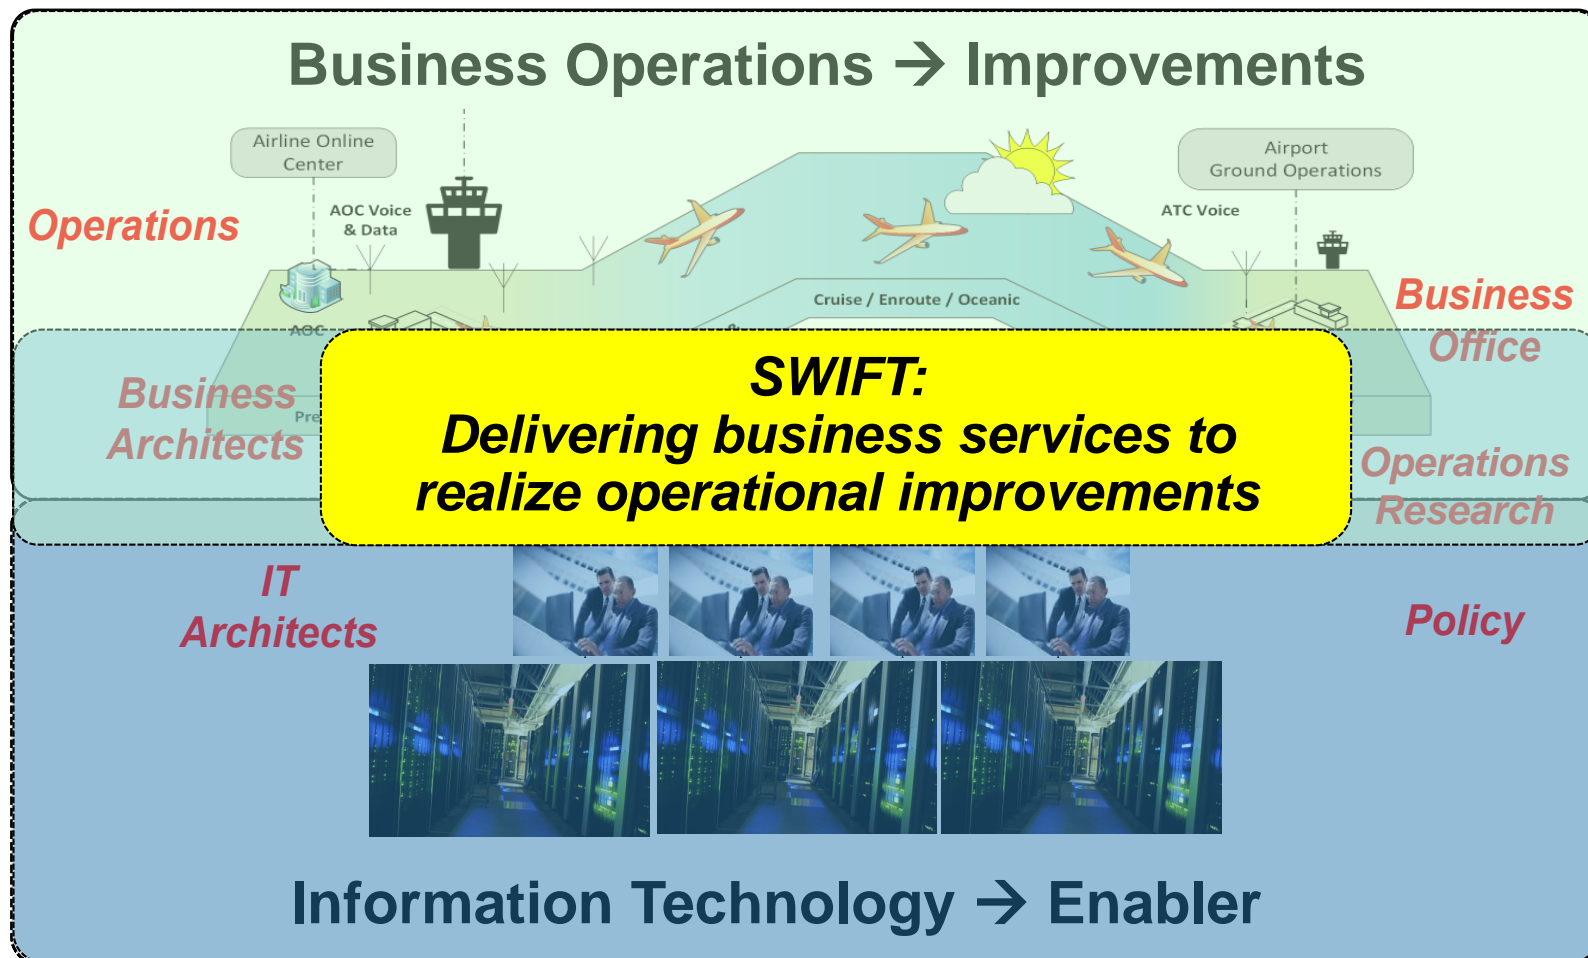 Business Operations → Improvements
Airline Online
Center
Airport
Ground Operations
AOC Voice
& Data
ATC Voice
Operations
Cruise / Enroute / Oceanic
Business
Office
AOC
SWIFT:
Delivering business services to
realize operational improvements
Business
Architects
Pre
Operations
Research
IT
Architects
Policy
Information Technology → Enabler